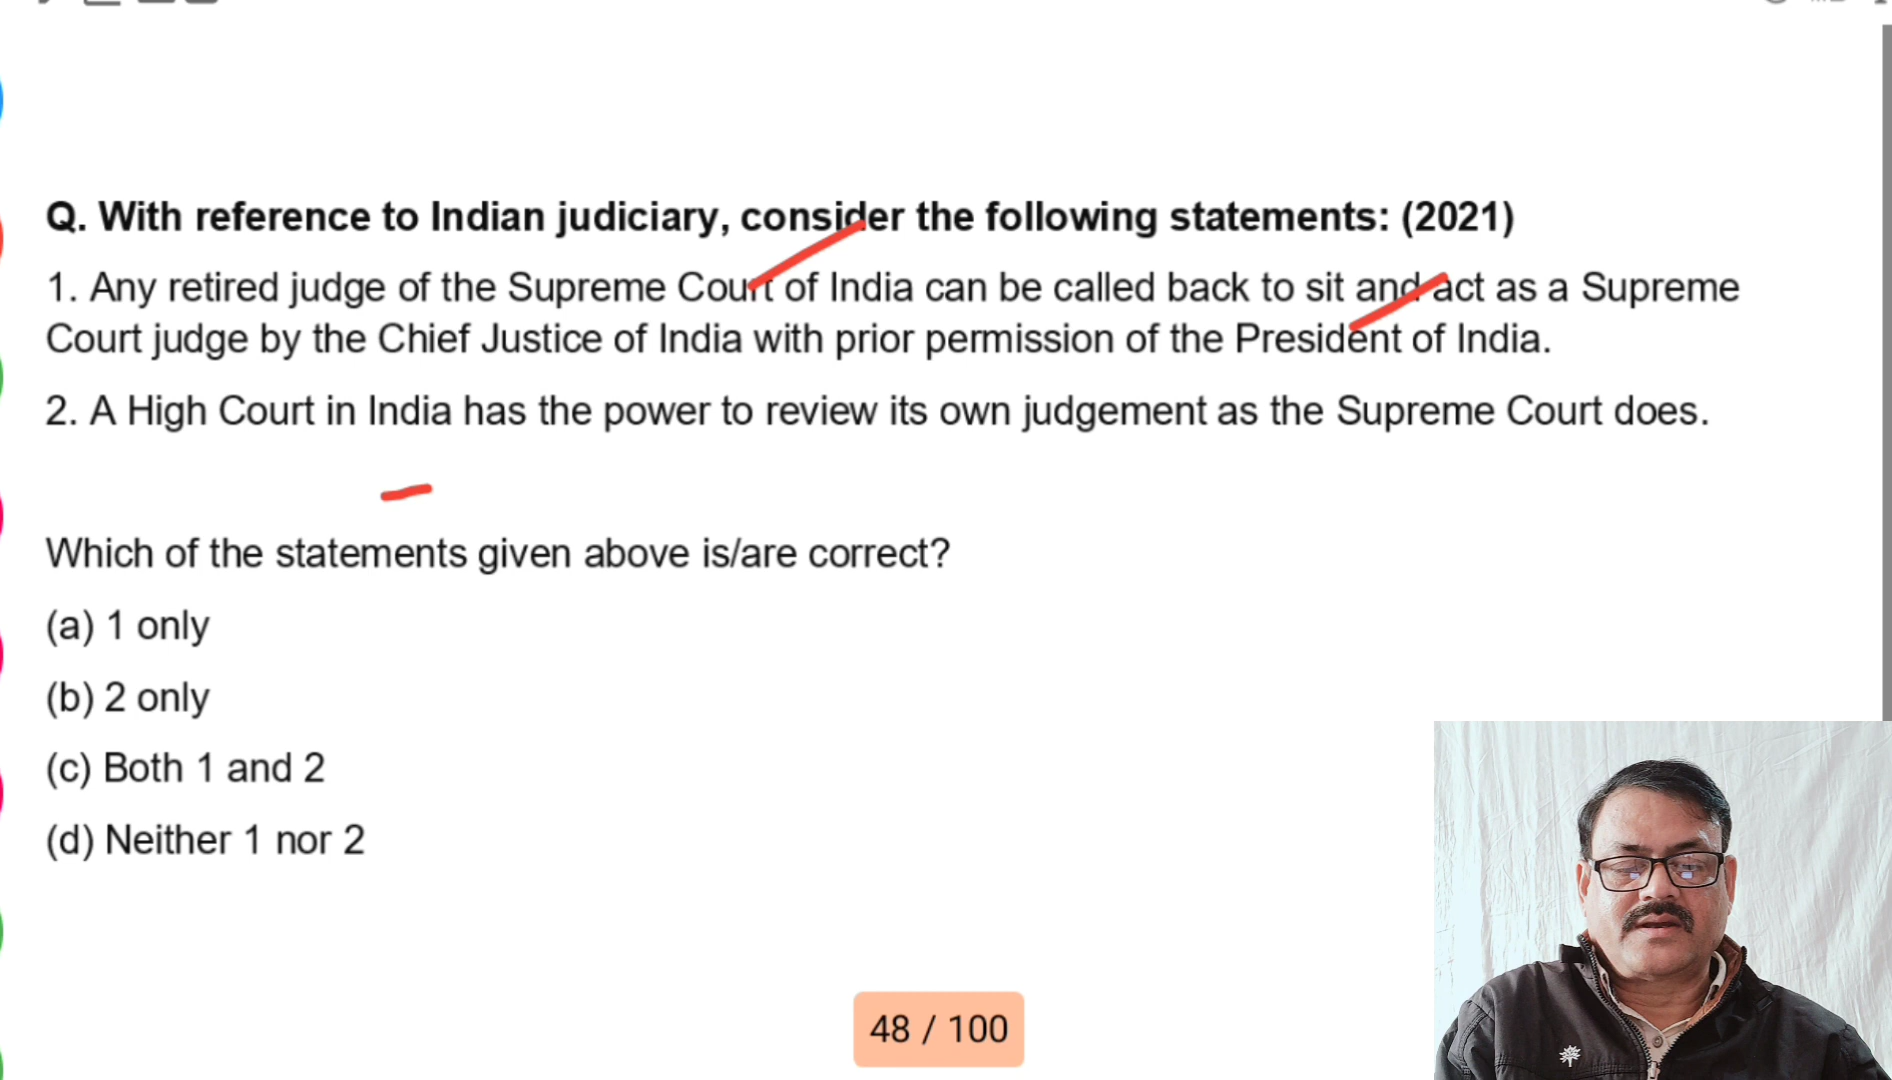 Q. With reference to Indian judiciary, consider the following statements: (2021)
1. Any retired judge of the Supreme Court of India can be called back to sit and act as a Supreme
Court judge by the Chief Justice of India with prior permission of the President of India.
2. A High Court in India has the power to review its own judgement as the Supreme Court does.
Which of the statements given above is/are correct?
(a) 1 only
(b) 2 only
(c) Both 1 and 2
(d) Neither 1 nor 2
48 / 100